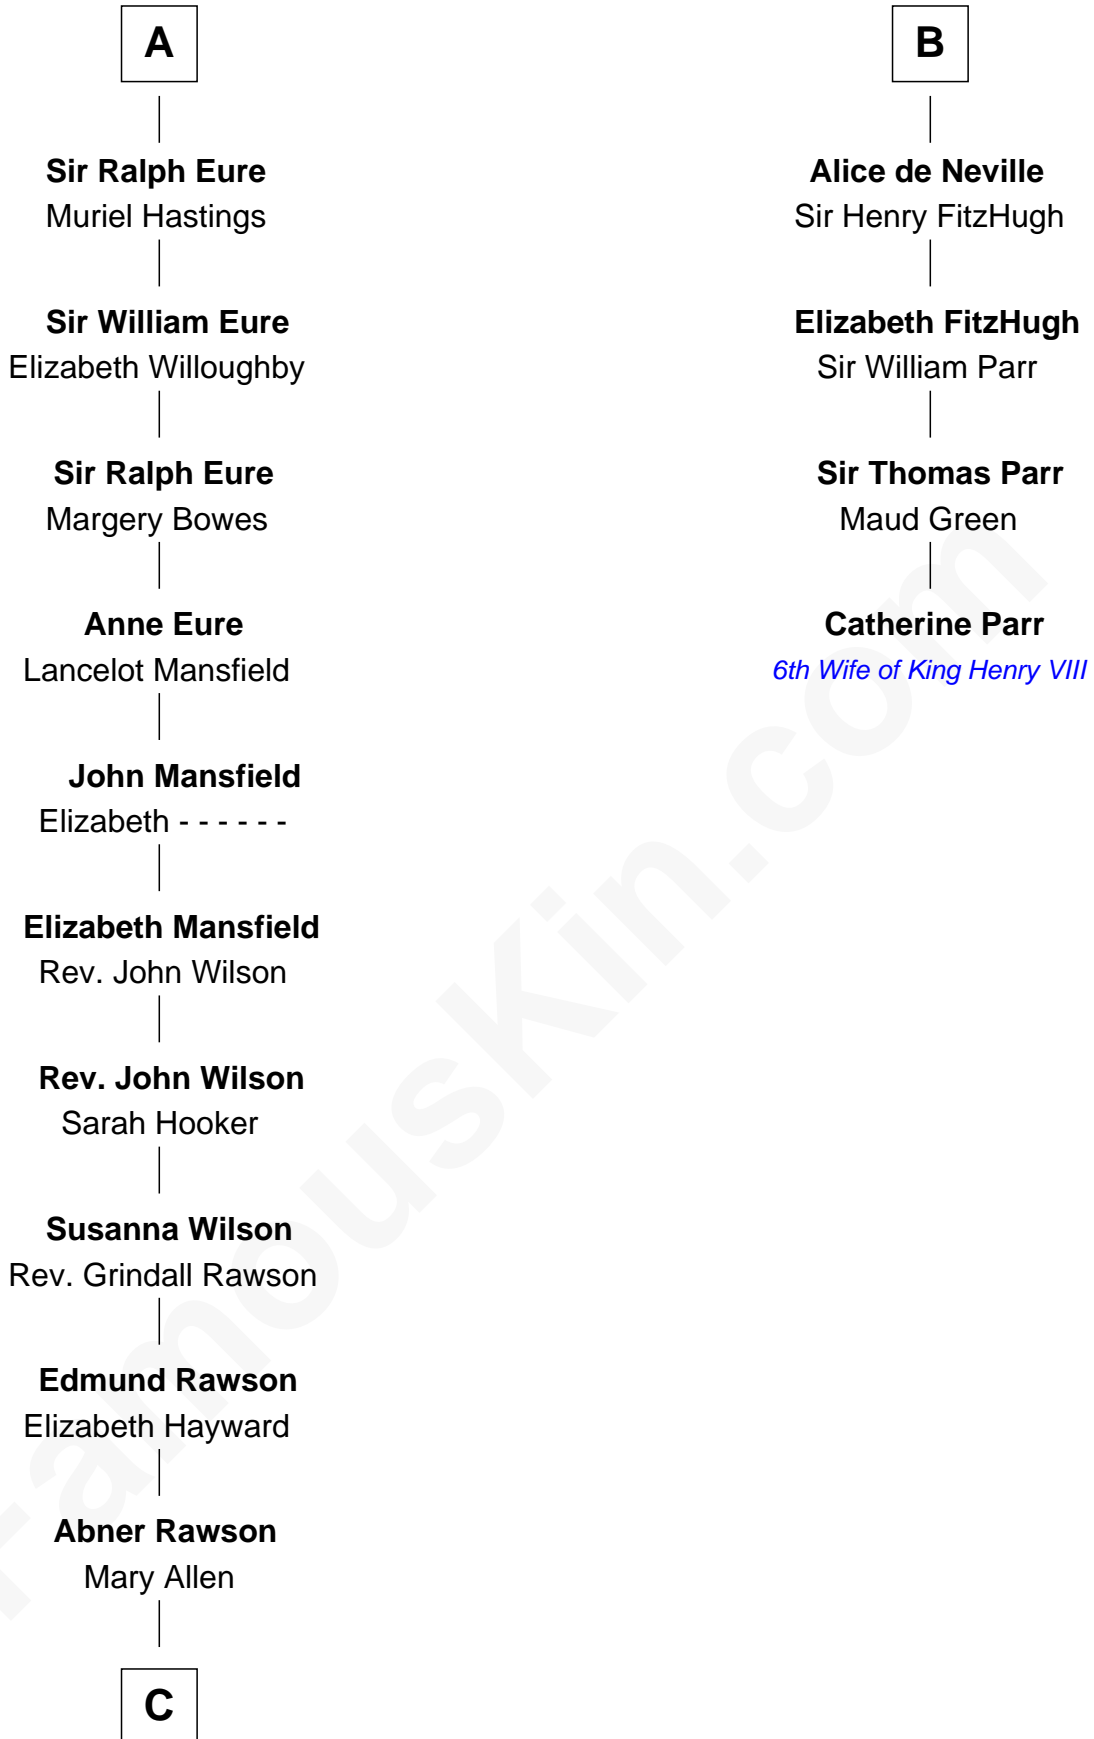 A
Sir Ralph Eure
Muriel Hastings
Sir William Eure
Elizabeth Willoughby
Sir Ralph Eure
Margery Bowes
Anne Eure
Lancelot Mansfield
John Mansfield
Elizabeth - - - - - -
Elizabeth Mansfield
Rev. John Wilson
Rev. John Wilson
Sarah Hooker
Susanna Wilson
Rev. Grindall Rawson
Edmund Rawson
Elizabeth Hayward
Abner Rawson
Mary Allen
C
B
Alice de Neville
Sir Henry FitzHugh
Elizabeth FitzHugh
Sir William Parr
Sir Thomas Parr
Maud Green
Catherine Parr
6th Wife of King Henry VIII
FamousKin.com